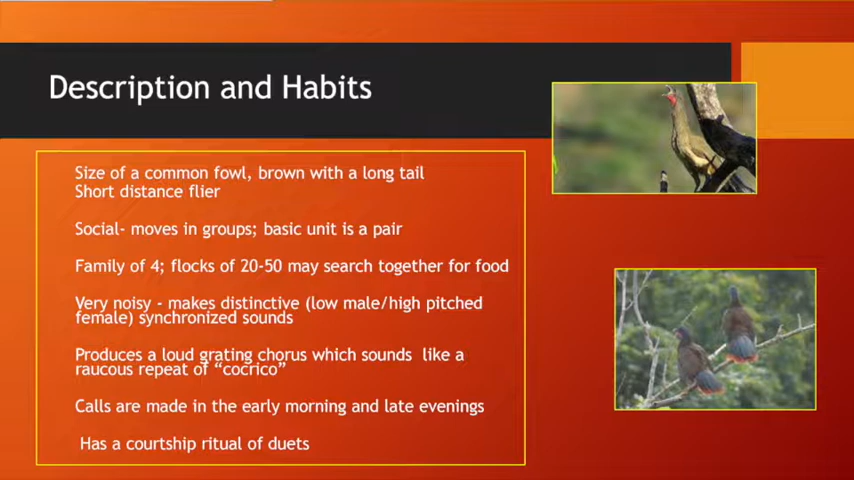 Description and Habits
Size of a common fowl, brown with a long tail
Short distance flier
Social- moves in groups; basic unit is a pair
Family of 4; flocks of 20-50 may search together for food
Very noisy - makes distinctive (low male/high pitched
female) synchronized sounds
Produces a loud grating chorus which sounds  like a
raucous repeat of “cocrico”
Calls are made in the early morning and late evenings
Has a courtship ritual of duets